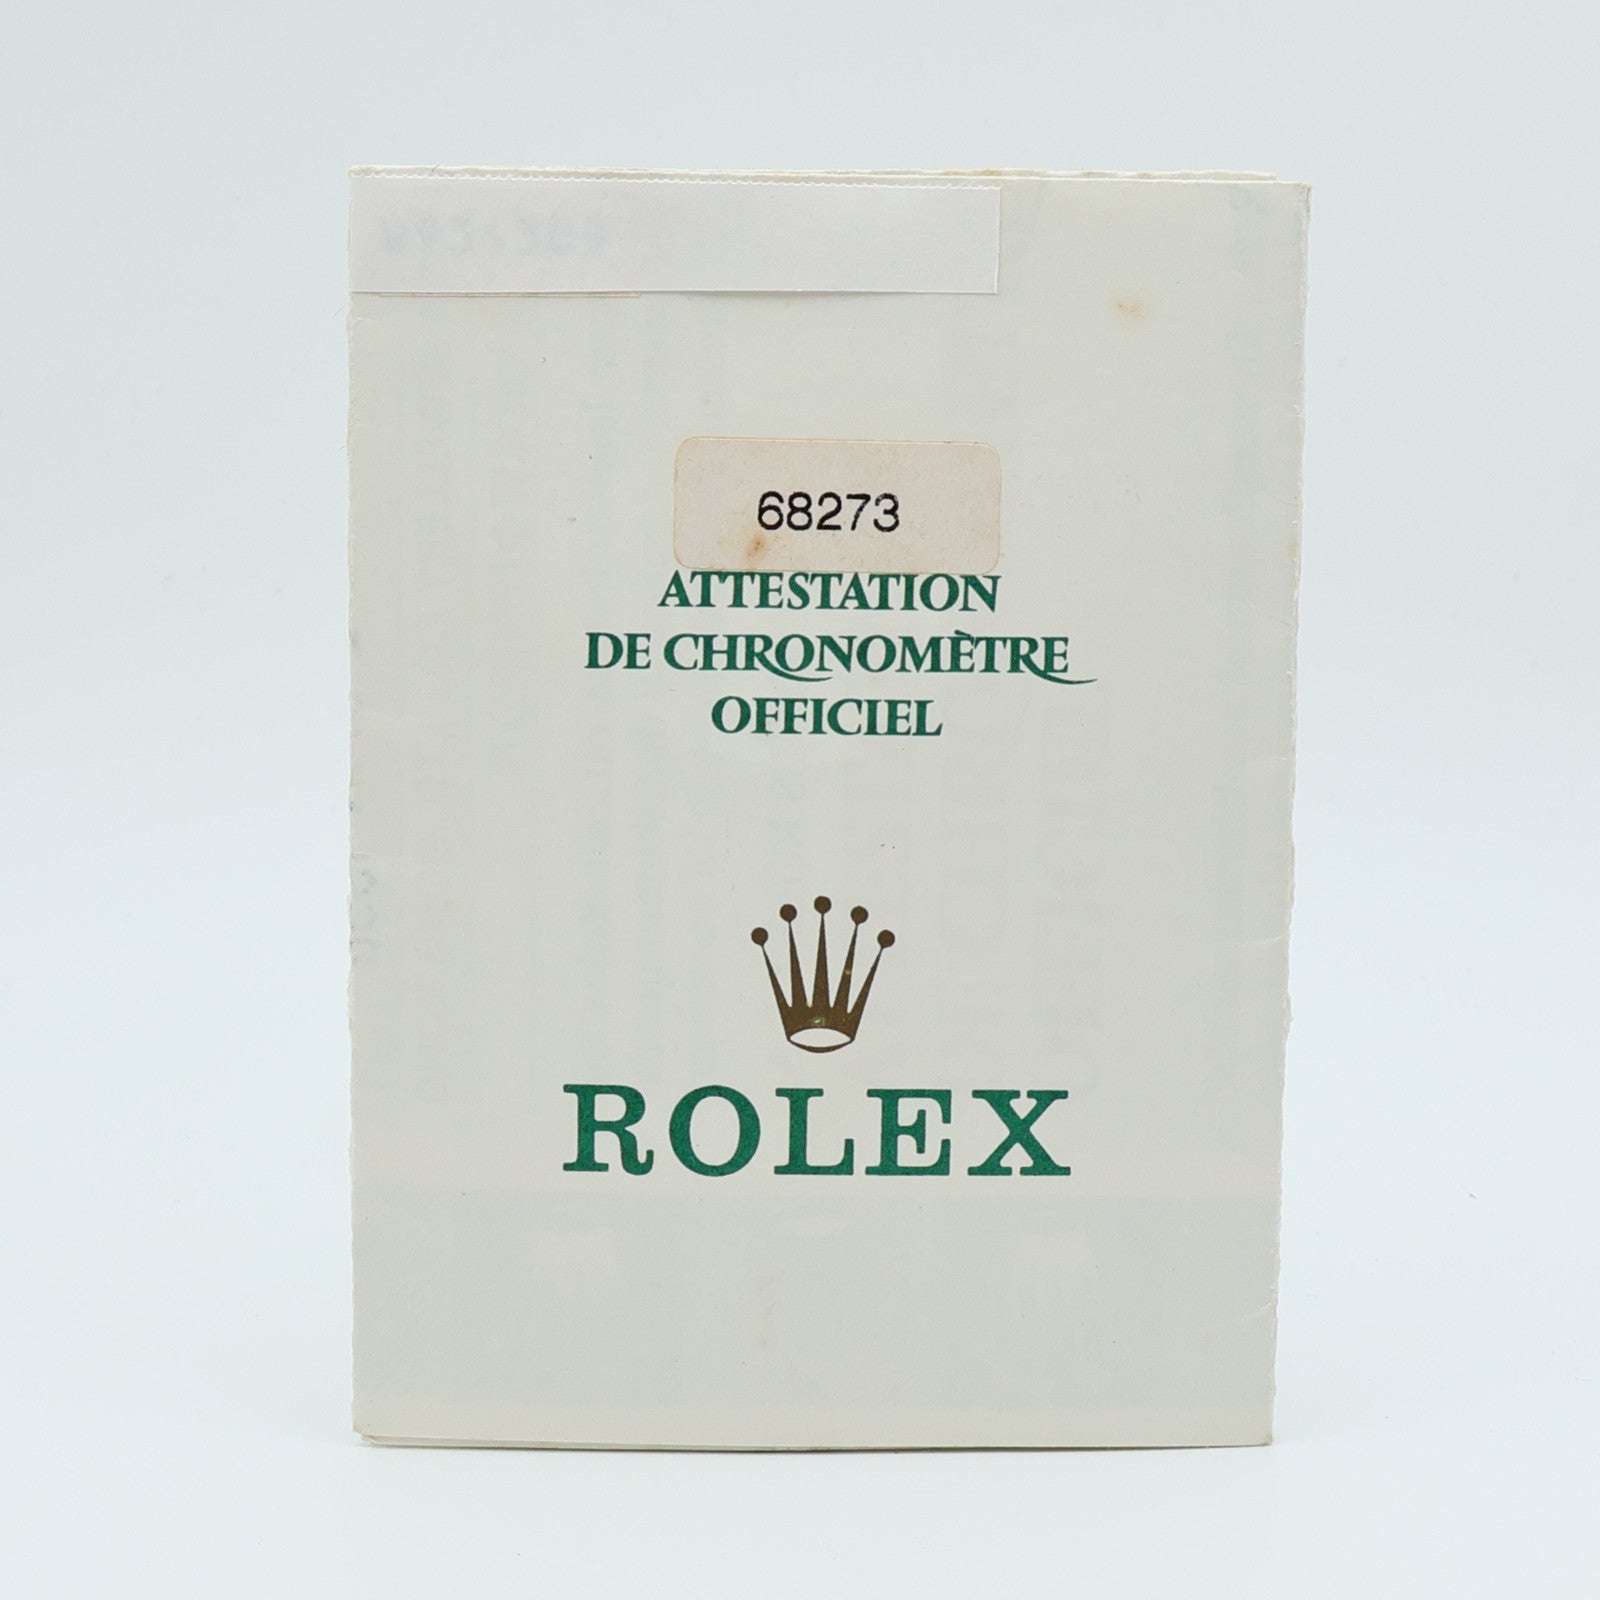 68273
ATTESTATION
DE CHRONOMÈTRE
OFFICIEL
ROLEX